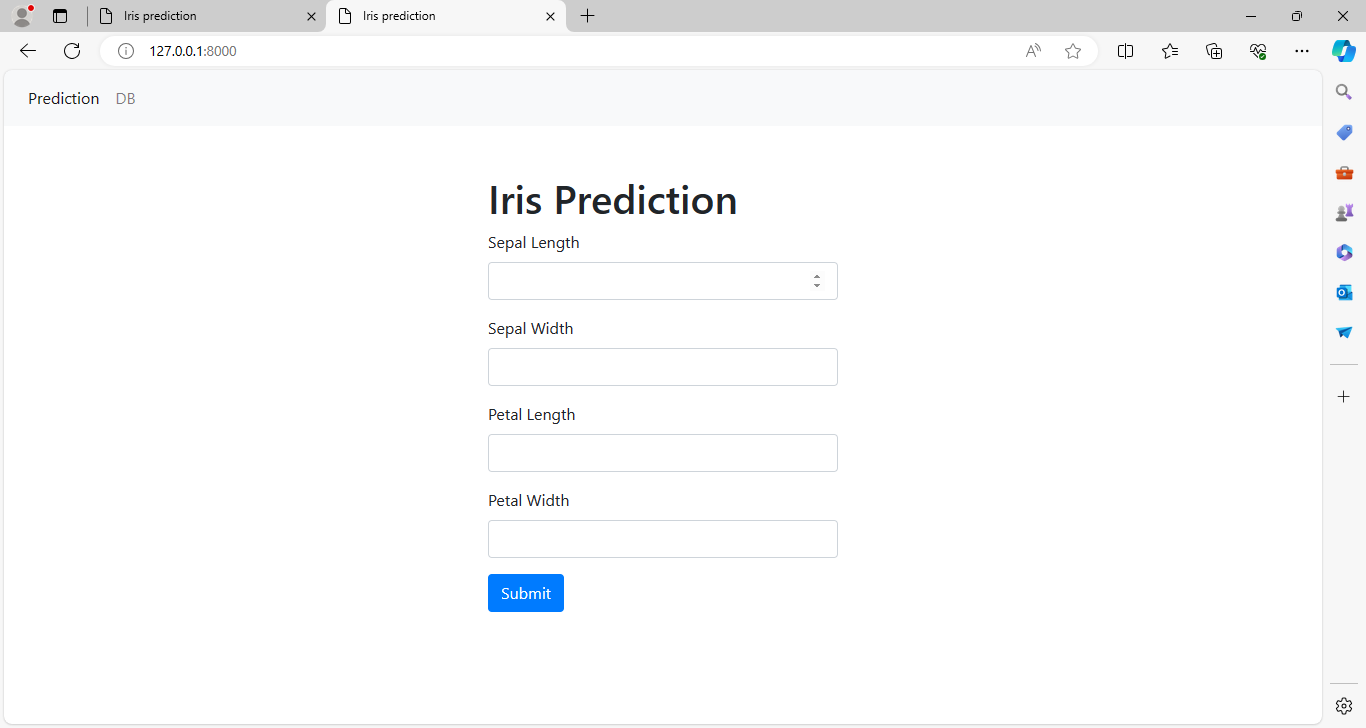 Iris prediction
Iris prediction
127.0.0.1:8000
Prediction DB
Iris Prediction
Sepal Length
Sepal Width
Petal Length
Petal Width
Submit